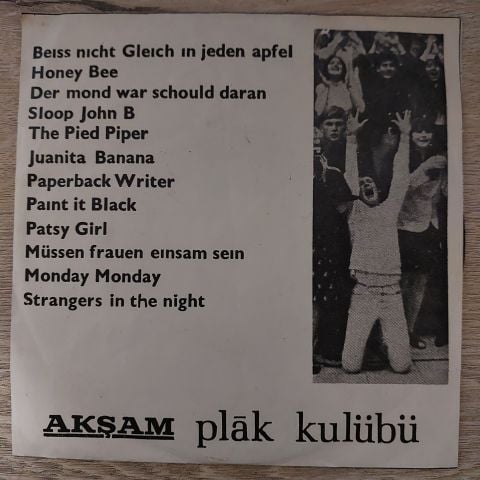 Beiss nicht Gleich in jeden apfel
Honey Bee
Der mond war schould daran
Sloop John B
The Pied Piper
Juanita Banana
Paperback Writer
Paint it Black
Patsy Girl
Müssen frauen einsam sein
Monday Monday
Strangers in the night
AKŞAM plāk kulübü